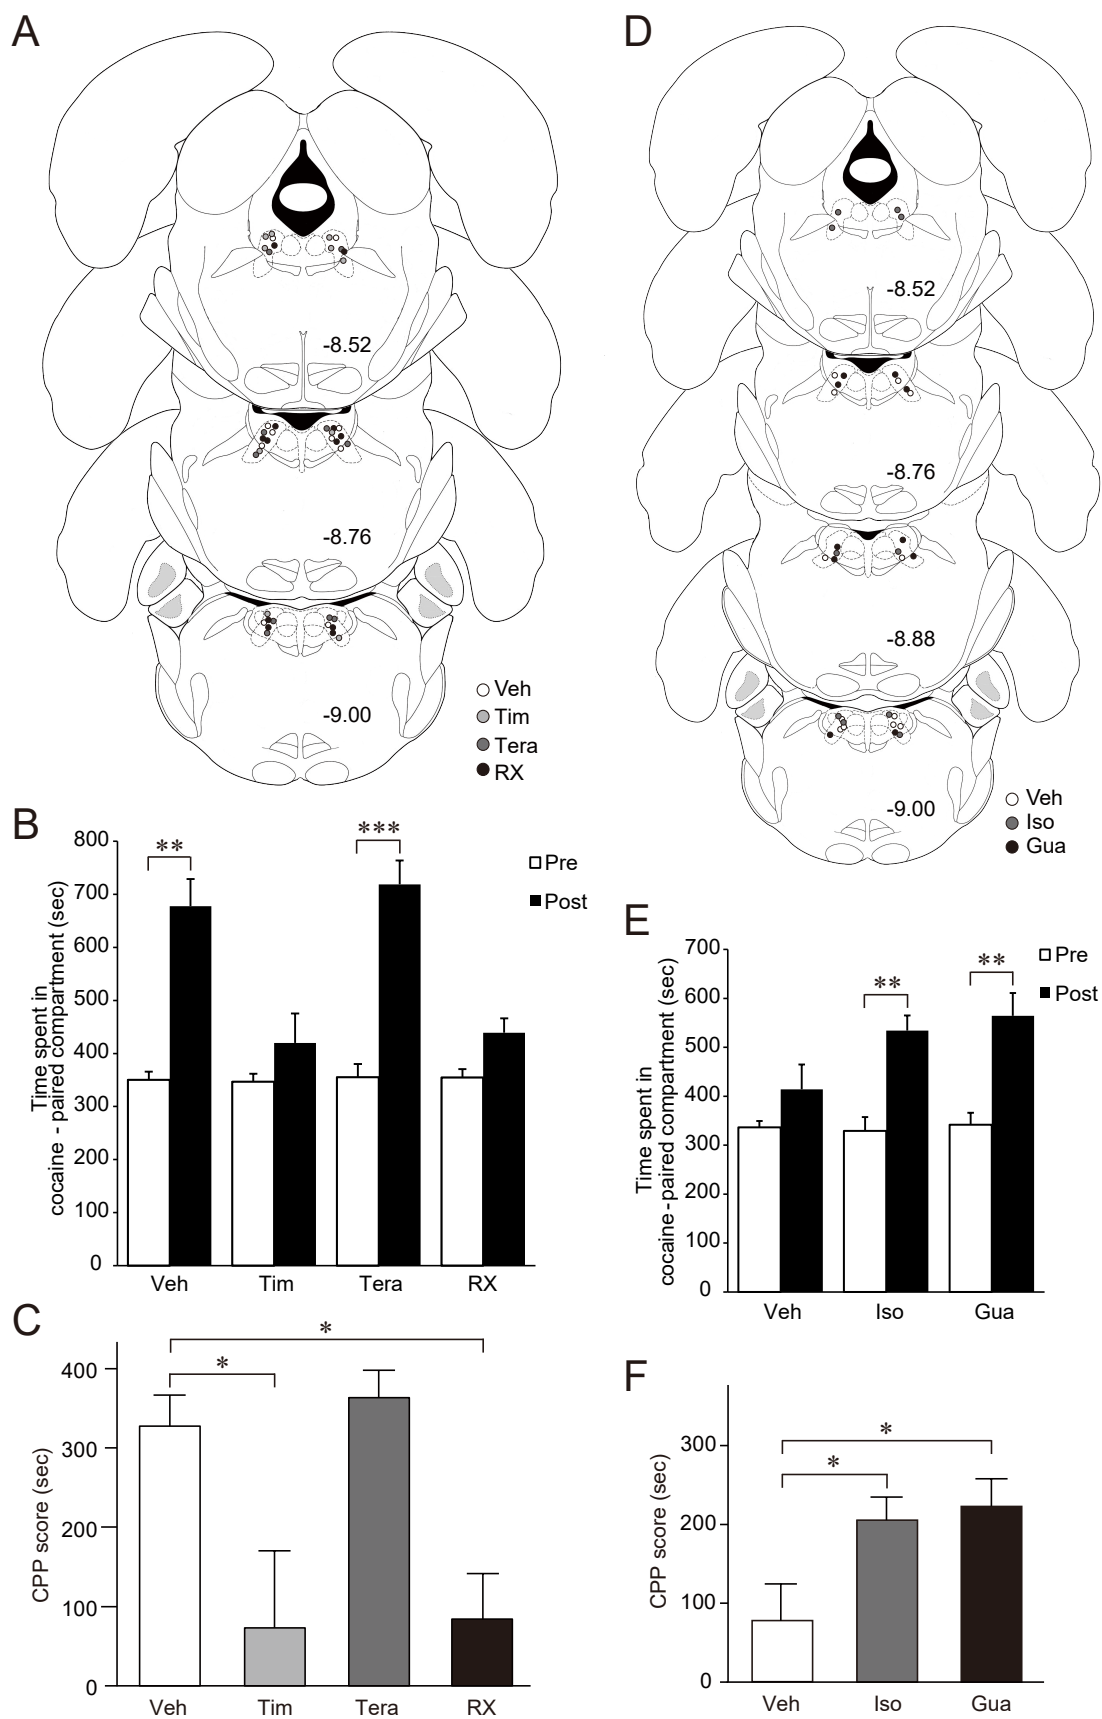 A
-8.52
-8.76
-9.00
Veh
Tim
Tera
RX
B
Time spent in
cocaine - paired compartment (sec)
800
700
600
500
400
300
200
100
0
**
***
Pre
Post
Veh Tim Tera RX
C
CPP score (sec)
400
300
200
100
0
*
*
Veh Tim Tera RX
D
-8.52
-8.76
-8.88
-9.00
Veh
Iso
Gua
E
Time spent in
cocaine - paired compartment (sec)
700
600
500
400
300
200
100
0
**
**
Pre
Post
Veh Iso Gua
F
CPP score (sec)
300
200
100
0
*
*
Veh Iso Gua